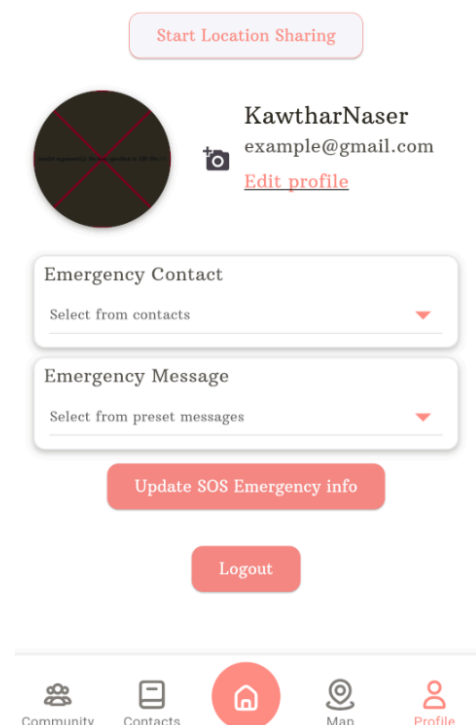 Start Location Sharing
KawtharNaser
example@gmail.com
Edit profile
Emergency Contact
Select from contacts
Emergency Message
Select from preset messages
Update SOS Emergency info
Logout
Community
Contacts
Map
Profile